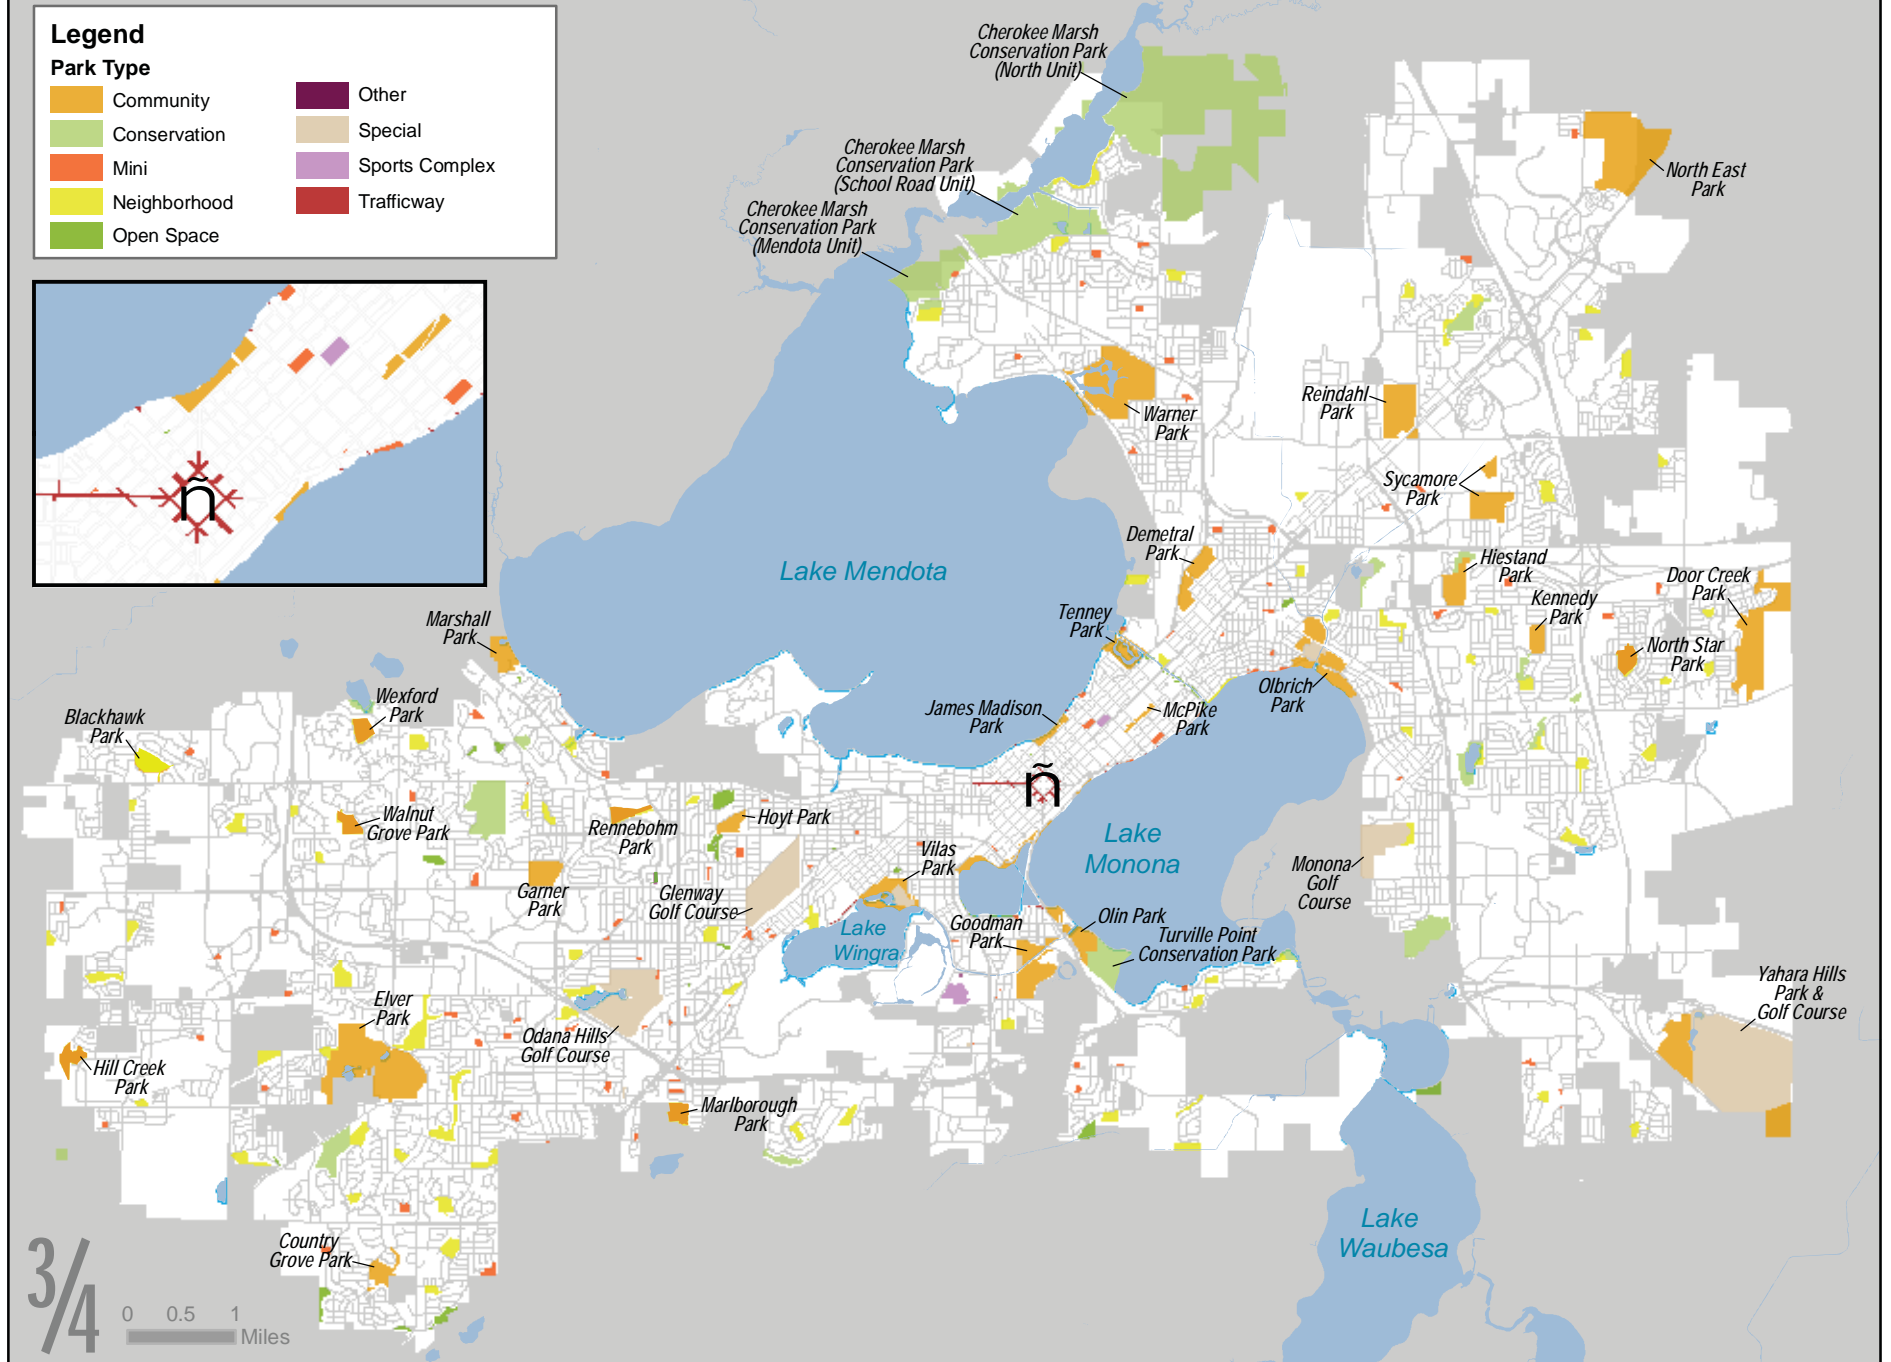 Legend
Park Type
Community
Conservation
Mini
Neighborhood
Open Space
Other
Special
Sports Complex
Trafficway
Cherokee Marsh
Conservation Park
(North Unit)
Cherokee Marsh
Conservation Park
(School Road Unit)
Cherokee Marsh
Conservation Park
(Mendota Unit)
North East
Park
Warner
Park
Reindahl
Park
Sycamore
Park
ñ
Lake Mendota
Demetral
Park
Hiestand
Park
Door Creek
Park
Kennedy
Park
North Star
Park
Marshall
Park
Tenney
Park
Olbrich
Park
Wexford
Park
Blackhawk
Park
James Madison
Park
McPike
Park
ñ
Walnut
Grove Park
Rennebohm
Park
Hoyt Park
Vilas
Park
Lake
Monona
Monona
Golf
Course
Garner
Park
Glenway
Golf Course
Lake
Wingra
Goodman
Park
Olin Park
Turville Point
Conservation Park
Yahara Hills
Park &
Golf Course
Elver
Park
Odana Hills
Golf Course
Hill Creek
Park
Marlborough
Park
Lake
Waubesa
Country
Grove Park
3/4
0 0.5 1
Miles